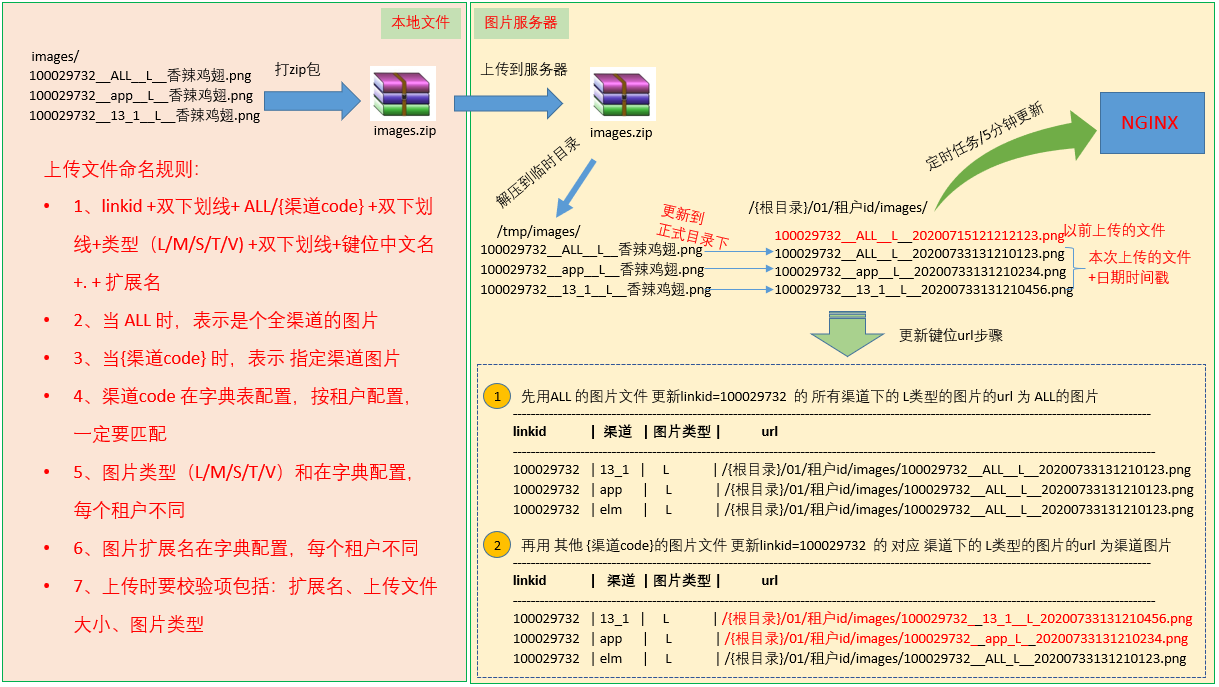 本地文件
images/
100029732__ALL__L__香辣鸡翅.png
100029732__app__L__香辣鸡翅.png
100029732__13_1__L__香辣鸡翅.png
打zip包
images.zip
上传文件命名规则:
• 1、linkid +双下划线+ ALL/{渠道code} +双下划
线+类型（L/M/S/T/V) +双下划线+键位中文名
+. + 扩展名
• 2、当 ALL 时，表示是个全渠道的图片
• 3、当{渠道code} 时，表示 指定渠道图片
• 4、渠道code 在字典表配置，按租户配置，
一定要匹配
• 5、图片类型（L/M/S/T/V）和在字典配置，
每个租户不同
• 6、图片扩展名在字典配置，每个租户不同
• 7、上传时要校验项包括：扩展名、上传文件
大小、图片类型
图片服务器
上传到服务器
images.zip
解压到临时目录
/tmp/images/
100029732__ALL__L__香辣鸡翅.png
100029732__app__L__香辣鸡翅.png
100029732__13_1__L__香辣鸡翅.png
更新到
正式目录下
/{根目录}/01/租户id/images/
100029732__ALL__L__20200715121212123.png
100029732__ALL__L__20200733131210123.png
100029732__app__L__20200733131210234.png
100029732__13_1__L__20200733131210456.png
以前上传的文件
本次上传的文件
+日期时间戳
定时任务/5分钟更新
NGINX
更新键位url步骤
1 先用ALL 的图片文件 更新linkid=100029732 的 所有渠道下的 L类型的图片的url 为 ALL的图片
linkid | 渠道 | 图片类型 | url
100029732 | 13_1 | L | /{根目录}/01/租户id/images/100029732__ALL__L__20200733131210123.png
100029732 | app | L | /{根目录}/01/租户id/images/100029732__ALL__L__20200733131210123.png
100029732 | elm | L | /{根目录}/01/租户id/images/100029732__ALL__L__20200733131210123.png
2 再用 其他 {渠道code}的图片文件 更新linkid=100029732 的 对应 渠道下的 L类型的图片的url 为渠道图片
linkid | 渠道 | 图片类型 | url
100029732 | 13_1 | L | /{根目录}/01/租户id/images/100029732__13_1__L_20200733131210456.png
100029732 | app | L | /{根目录}/01/租户id/images/100029732__app_L__20200733131210234.png
100029732 | elm | L | /{根目录}/01/租户id/images/100029732__ALL_L__20200733131210123.png